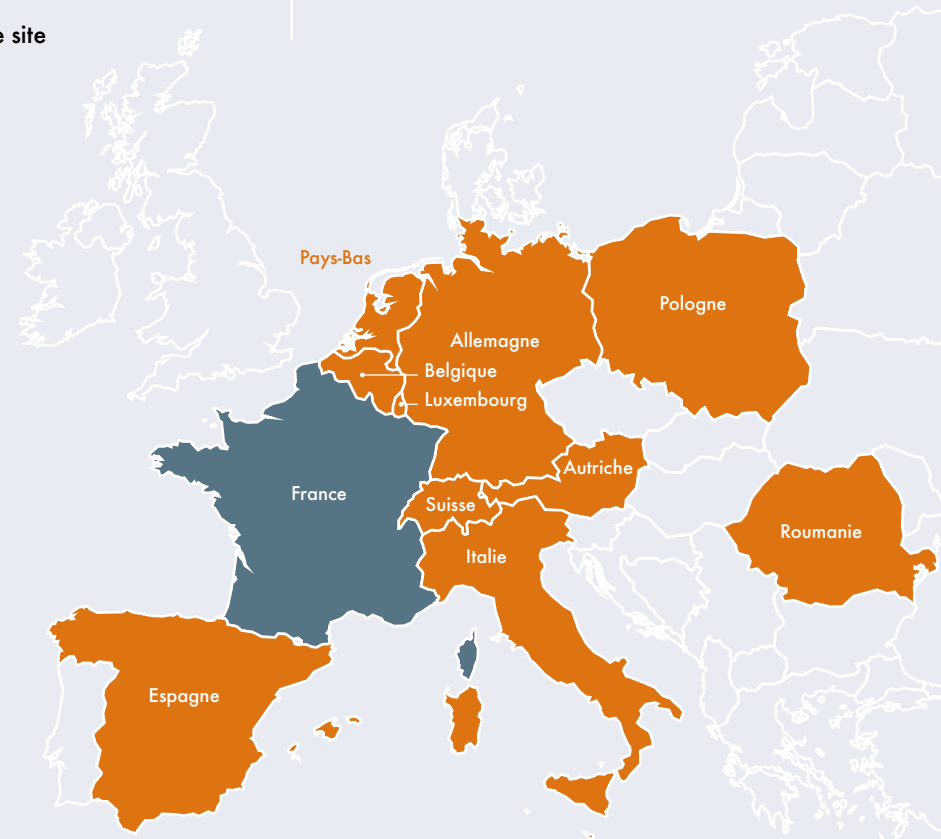 site
Pays-Bas
Pologne
Allemagne
Belgique
Luxembourg
Autriche
France
Suisse
Roumanie
Italie
Espagne